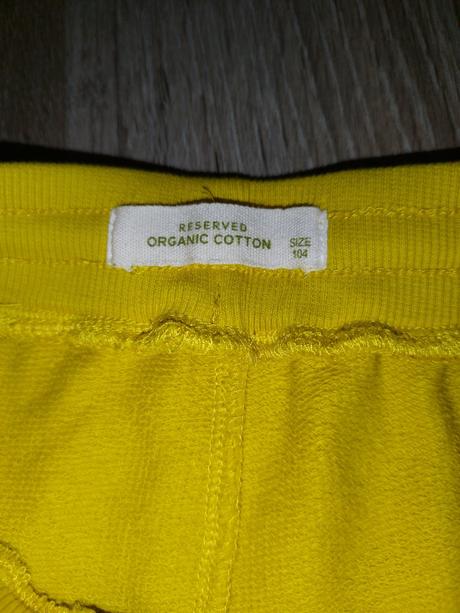 RESERVED
ORGANIC COTTON
SIZE
104